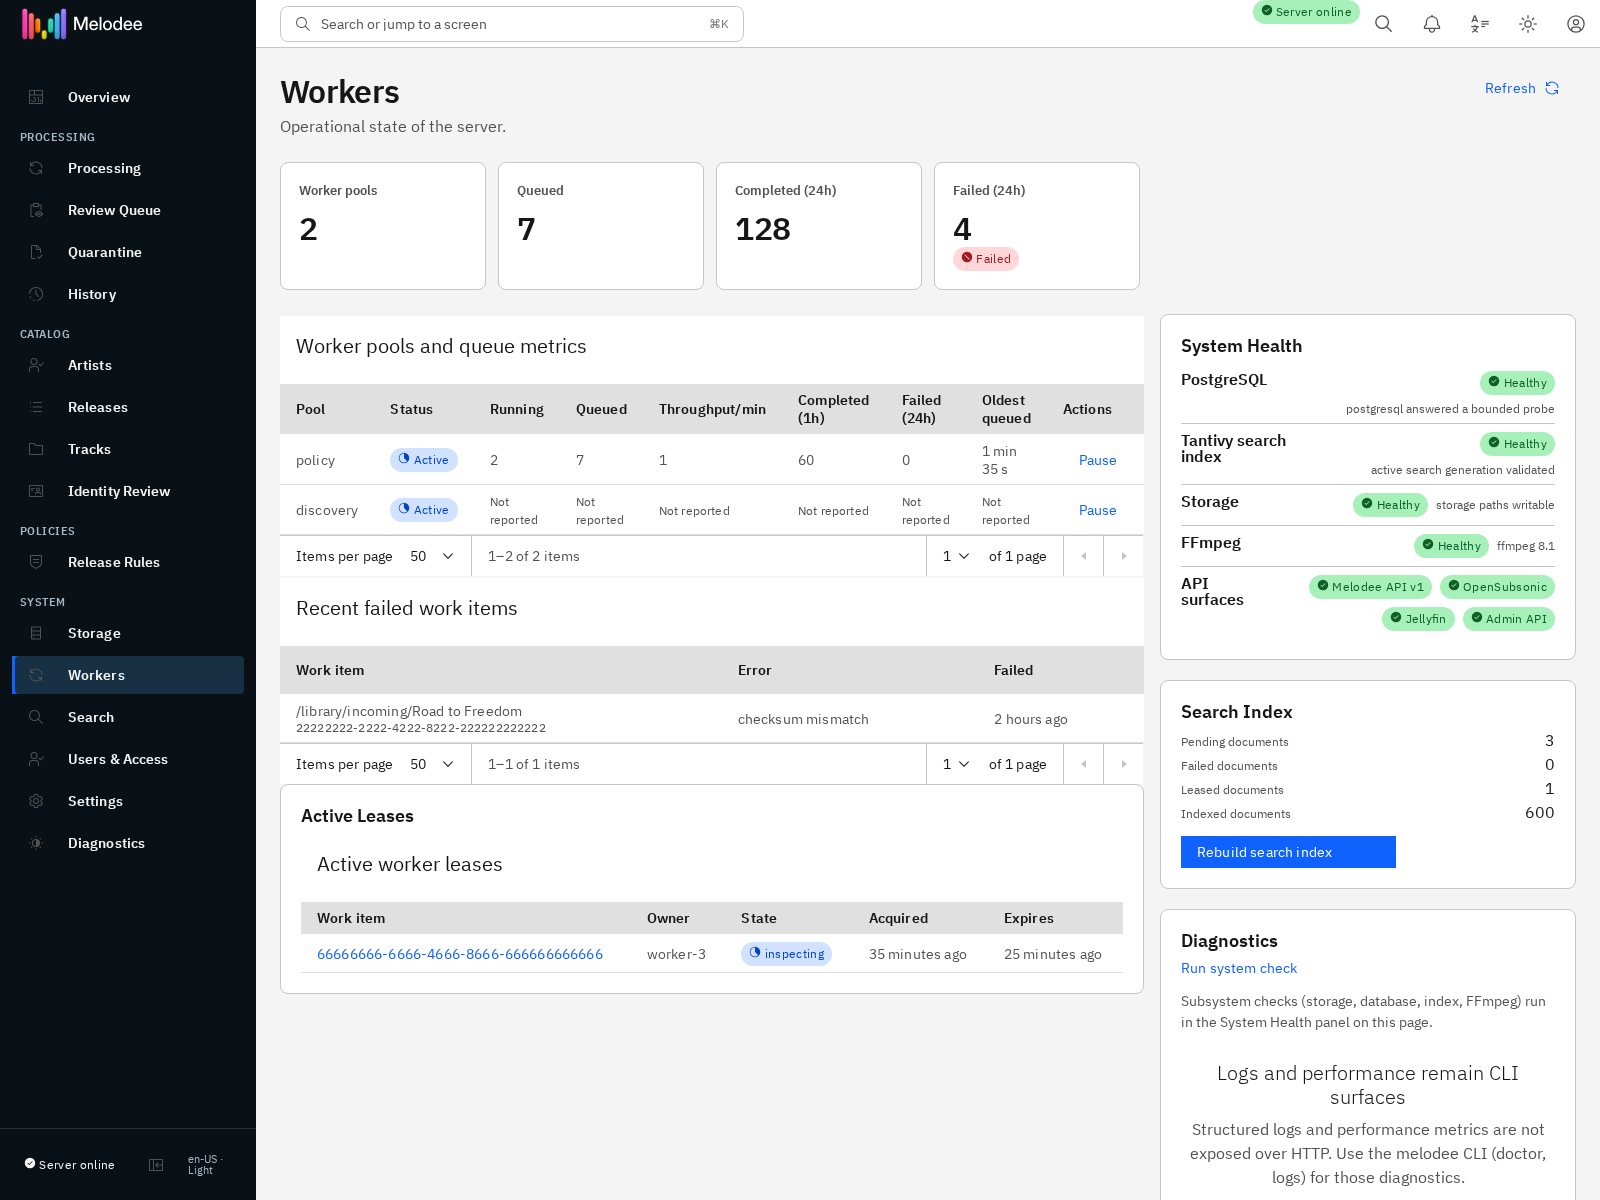 Melodee
Search or jump to a screen
⌘K
Server online
Overview
PROCESSING
Processing
Review Queue
Quarantine
History
CATALOG
Artists
Releases
Tracks
Identity Review
POLICIES
Release Rules
SYSTEM
Storage
Workers
Search
Users & Access
Settings
Diagnostics
Server online
en-US ·
Light
Workers
Refresh
Operational state of the server.
Worker pools
2
Queued
7
Completed (24h)
128
Failed (24h)
4
Failed
Worker pools and queue metrics
Pool Status Running Queued Throughput/min Completed (1h) Failed (24h) Oldest queued Actions
policy Active 2 7 1 60 0 1 min 35 s Pause
discovery Active Not reported Not reported Not reported Not reported Not reported Not reported Pause
Items per page 50 1–2 of 2 items 1 of 1 page
Recent failed work items
Work item Error Failed
/library/incoming/Road to Freedom
22222222-2222-4222-8222-222222222222
checksum mismatch 2 hours ago
Items per page 50 1–1 of 1 items 1 of 1 page
Active Leases
Active worker leases
Work item Owner State Acquired Expires
66666666-6666-4666-8666-666666666666 worker-3 inspecting 35 minutes ago 25 minutes ago
System Health
PostgreSQL Healthy
postgresql answered a bounded probe
Tantivy search index Healthy
active search generation validated
Storage Healthy storage paths writable
FFmpeg Healthy ffmpeg 8.1
API surfaces Melodee API v1 OpenSubsonic
Jellyfin Admin API
Search Index
Pending documents 3
Failed documents 0
Leased documents 1
Indexed documents 600
Rebuild search index
Diagnostics
Run system check
Subsystem checks (storage, database, index, FFmpeg) run
in the System Health panel on this page.
Logs and performance remain CLI
surfaces
Structured logs and performance metrics are not
exposed over HTTP. Use the melodee CLI (doctor,
logs) for those diagnostics.